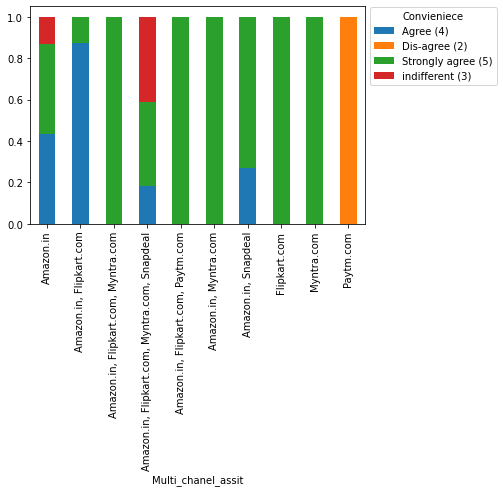 Convieniece
Agree (4)
Dis-agree (2)
Strongly agree (5)
indifferent (3)
1.0
0.8
0.6
0.4
0.2
0.0
Amazon.in
Amazon.in, Flipkart.com
Amazon.in, Flipkart.com, Myntra.com
Amazon.in, Flipkart.com, Myntra.com, Snapdeal
Amazon.in, Flipkart.com, Paytm.com
Amazon.in, Myntra.com
Amazon.in, Snapdeal
Flipkart.com
Myntra.com
Paytm.com
Multi_chanel_assit